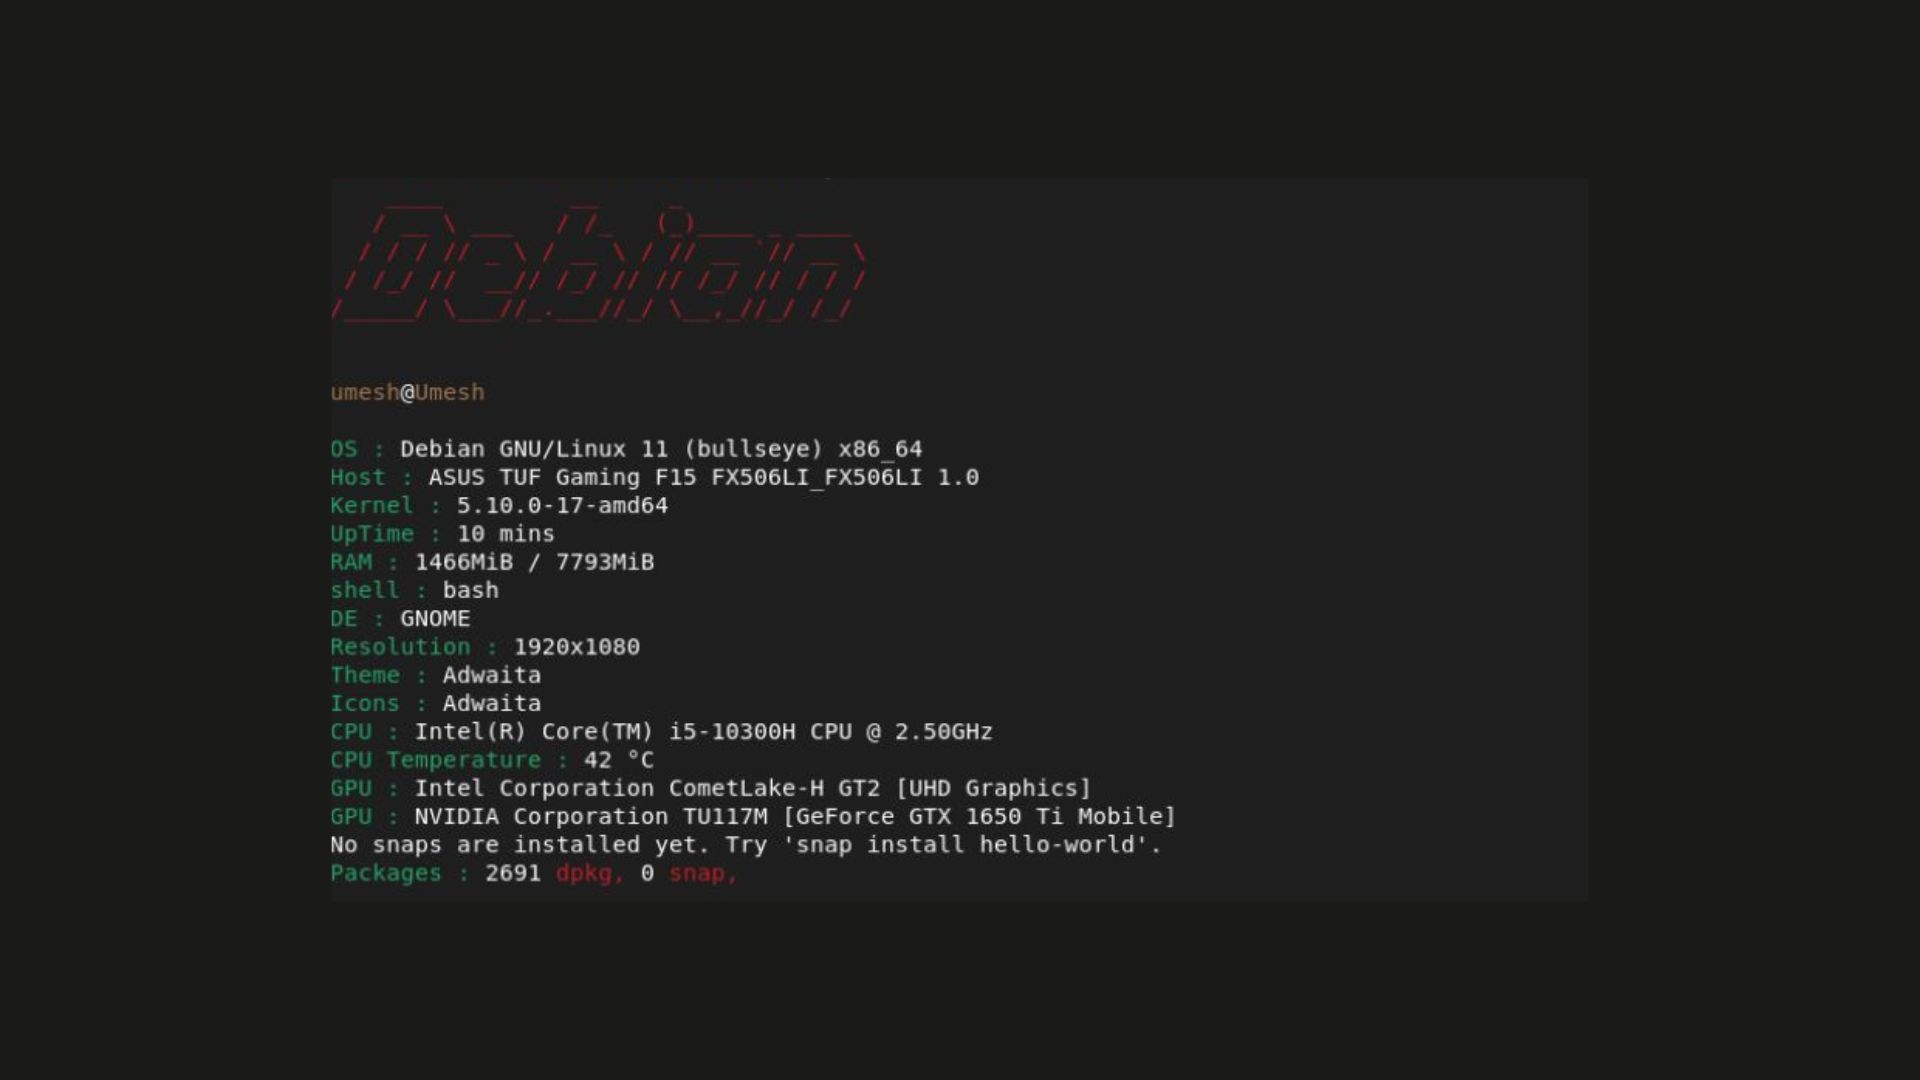 Debian
umesh@Umesh
OS : Debian GNU/Linux 11 (bullseye) x86_64
Host : ASUS TUF Gaming F15 FX506LI_FX506LI 1.0
Kernel : 5.10.0-17-amd64
UpTime : 10 mins
RAM : 1466MiB / 7793MiB
shell : bash
DE : GNOME
Resolution : 1920x1080
Theme : Adwaita
Icons : Adwaita
CPU : Intel(R) Core(TM) i5-10300H CPU @ 2.50GHz
CPU Temperature : 42 °C
GPU : Intel Corporation CometLake-H GT2 [UHD Graphics]
GPU : NVIDIA Corporation TU117M [GeForce GTX 1650 Ti Mobile]
No snaps are installed yet. Try 'snap install hello-world'.
Packages : 2691 dpkg, 0 snap,